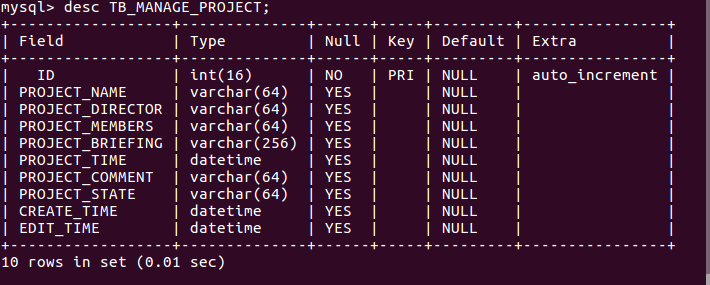 mysql> desc TB_MANAGE_PROJECT;
+------------------+--------------+------+-----+---------+----------------+
| Field            | Type         | Null | Key | Default | Extra          |
+------------------+--------------+------+-----+---------+----------------+
|   ID             | int(16)      | NO   | PRI | NULL    | auto_increment |
| PROJECT_NAME     | varchar(64)  | YES  |     | NULL    |                |
| PROJECT_DIRECTOR | varchar(64)  | YES  |     | NULL    |                |
| PROJECT_MEMBERS  | varchar(64)  | YES  |     | NULL    |                |
| PROJECT_BRIEFING | varchar(256) | YES  |     | NULL    |                |
| PROJECT_TIME     | datetime     | YES  |     | NULL    |                |
| PROJECT_COMMENT  | varchar(64)  | YES  |     | NULL    |                |
| PROJECT_STATE    | varchar(64)  | YES  |     | NULL    |                |
| CREATE_TIME      | datetime     | YES  |     | NULL    |                |
| EDIT_TIME        | datetime     | YES  |     | NULL    |                |
+------------------+--------------+------+-----+---------+----------------+
10 rows in set (0.01 sec)